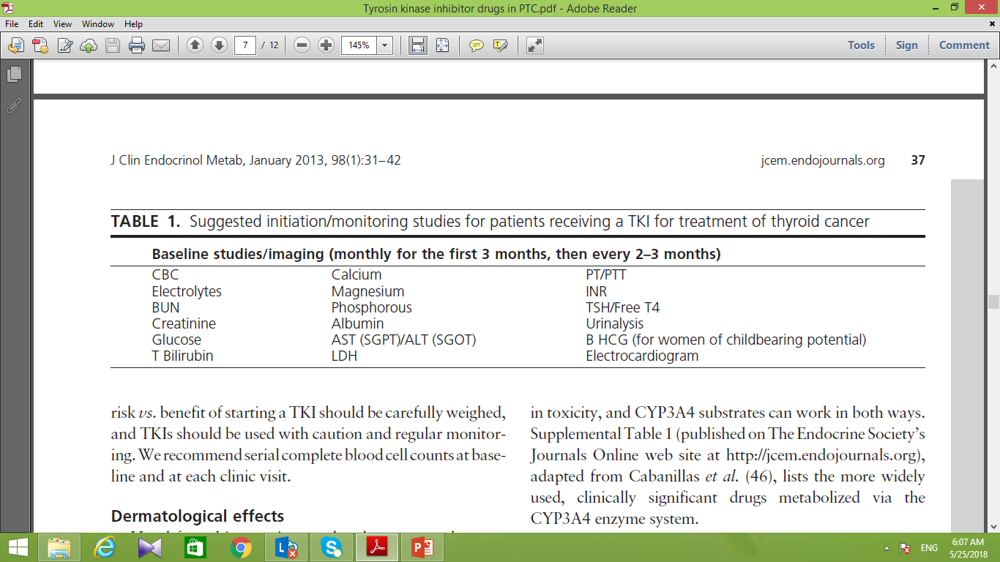 Tyrosin kinase inhibitor drugs in PTC.pdf - Adobe Reader
File Edit View Window Help
7 / 12 145% Tools Sign Comment
J Clin Endocrinol Metab, January 2013, 98(1):31–42 jcem.endojournals.org 37
TABLE 1. Suggested initiation/monitoring studies for patients receiving a TKI for treatment of thyroid cancer
Baseline studies/imaging (monthly for the first 3 months, then every 2–3 months)
CBC Calcium PT/PTT
Electrolytes Magnesium INR
BUN Phosphorous TSH/Free T4
Creatinine Albumin Urinalysis
Glucose AST (SGPT)/ALT (SGOT) B HCG (for women of childbearing potential)
T Bilirubin LDH Electrocardiogram
risk vs. benefit of starting a TKI should be carefully weighed,
and TKIs should be used with caution and regular monitor-
ing. We recommend serial complete blood cell counts at base-
line and at each clinic visit.
Dermatological effects
in toxicity, and CYP3A4 substrates can work in both ways.
Supplemental Table 1 (published on The Endocrine Society's
Journals Online web site at http://jcem.endojournals.org),
adapted from Cabanillas et al. (46), lists the more widely
used, clinically significant drugs metabolized via the
CYP3A4 enzyme system.
ENG
6:07 AM
5/25/2018